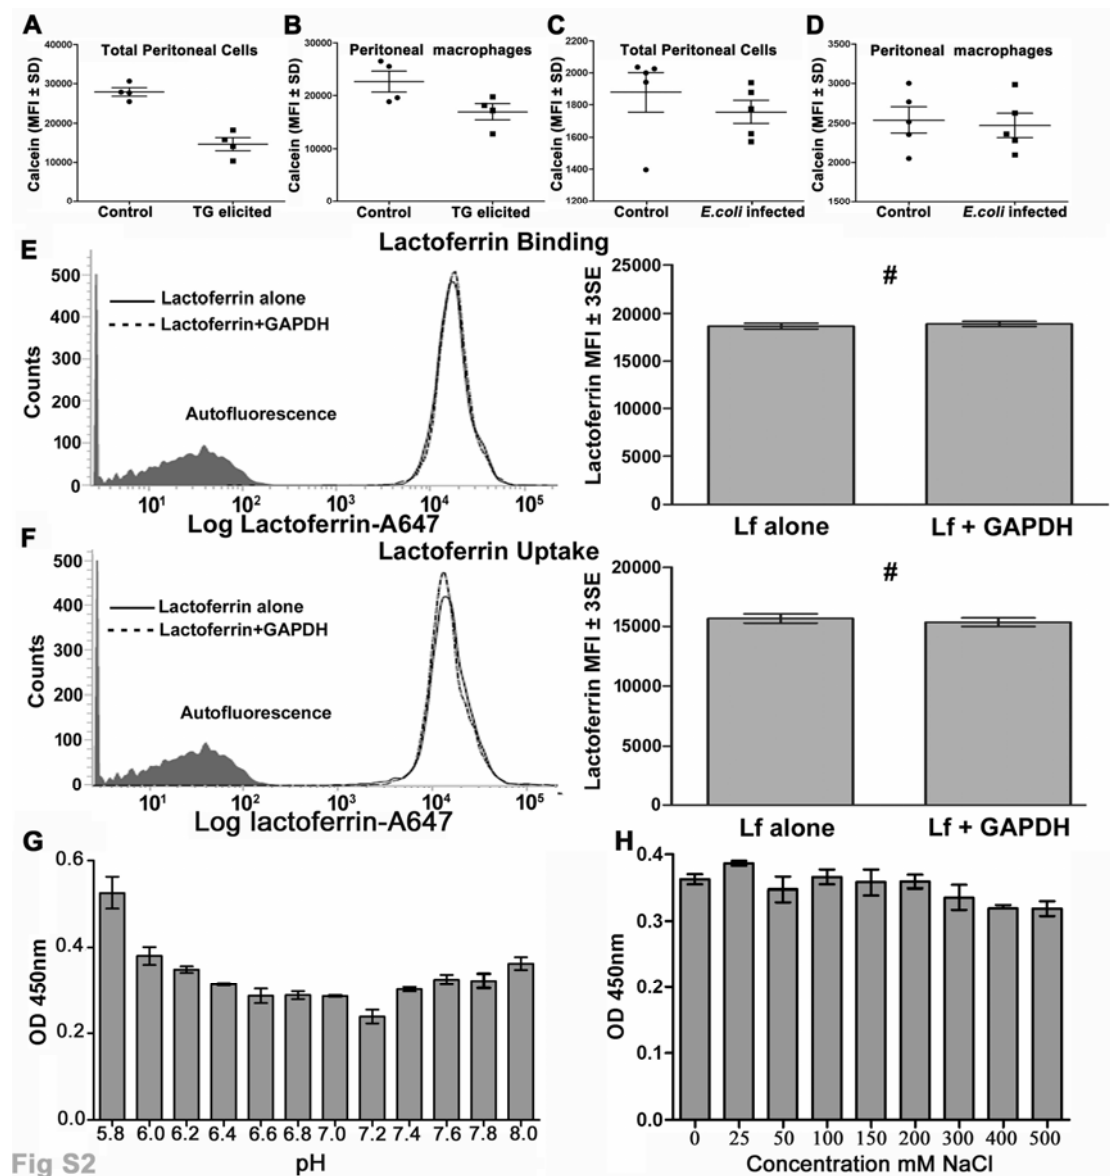 A B C D
Total Peritoneal Cells
Calcein (MFI ± SD)
40000
30000
20000
10000
0
Control TG elicited
Peritoneal macrophages
Calcein (MFI ± SD)
30000
20000
10000
0
Control TG elicited
Total Peritoneal Cells
Calcein (MFI ± SD)
2200
2000
1800
1600
1400
1200
Control E.coli infected
Peritoneal macrophages
Calcein (MFI ± SD)
3500
3000
2500
2000
1500
Control E.coli infected
E
Lactoferrin Binding
Counts
500
400
300
200
100
0
Lactoferrin alone
Lactoferrin+GAPDH
Autofluorescence
10¹ 10² 10³ 10⁴ 10⁵
Log Lactoferrin-A647
Lactoferrin MFI ± 3SE
25000
20000
15000
10000
5000
0
#
Lf alone Lf + GAPDH
F
Lactoferrin Uptake
Counts
500
400
300
200
100
0
Lactoferrin alone
Lactoferrin+GAPDH
Autofluorescence
10¹ 10² 10³ 10⁴ 10⁵
Log lactoferrin-A647
Lactoferrin MFI ± 3SE
20000
15000
10000
5000
0
#
Lf alone Lf + GAPDH
G
OD 450nm
0.6
0.4
0.2
0.0
5.8 6.0 6.2 6.4 6.6 6.8 7.0 7.2 7.4 7.6 7.8 8.0
pH
H
OD 450nm
0.4
0.3
0.2
0.1
0.0
0 25 50 100 150 200 300 400 500
Concentration mM NaCl
Fig S2